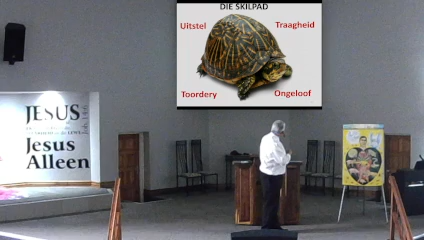 DIE SKILPAD
Uitstel
Traagheid
Toordery
Ongeloof
JESUS
Jesus
Alleen